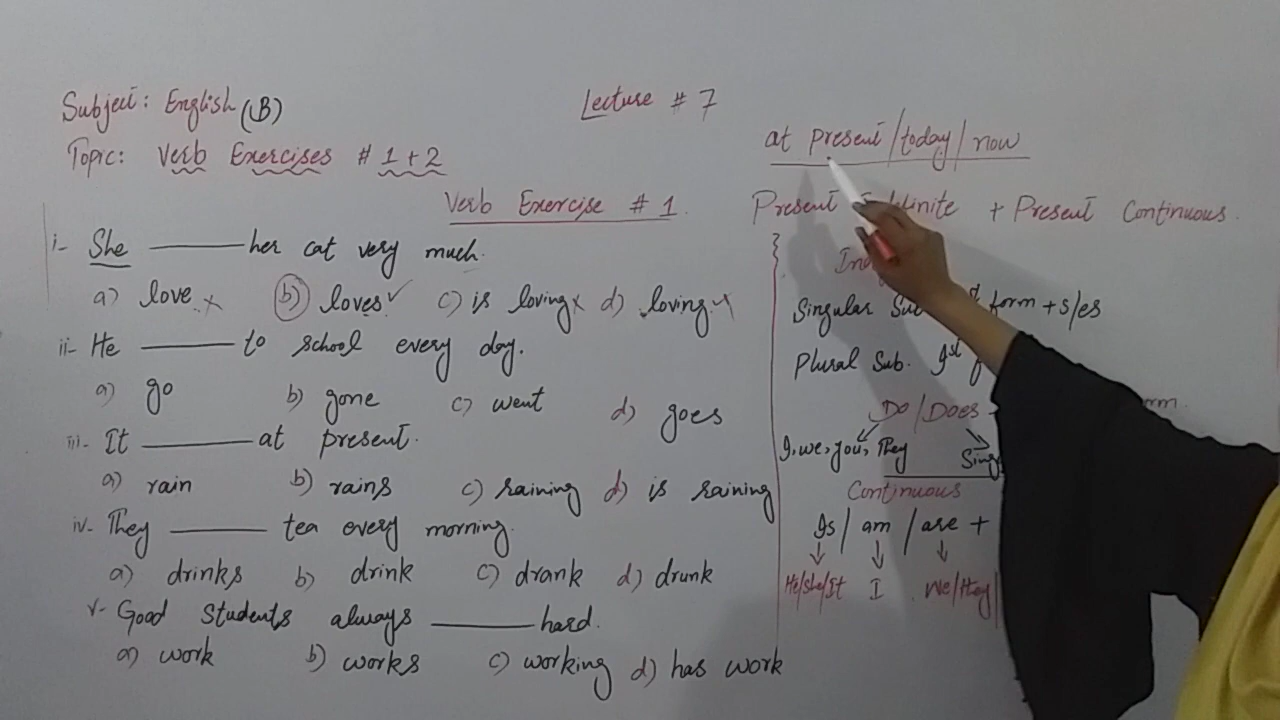 Subject: English (B)
Lecture # 7
Topic: Verb Exercises # 1 + 2
Verb Exercise # 1
i- She ______ her cat very much.
a) love x b) loves ✓ c) is loving x d) loving x
ii- He ______ to school every day.
a) go b) gone c) went d) goes
iii- It ______ at present.
a) rain b) rains c) raining d) is raining
iv- They ______ tea every morning.
a) drinks b) drink c) drank d) drunk
v- Good Students always ______ hard.
a) work b) works c) working d) has work
at present / today / now
Present + Present Continuous.
Singular form + s/es
Plural Sub. Ist
Do / Does
I, we, you, They
Continuous
Is / am / are +
He/She/It I We/They/